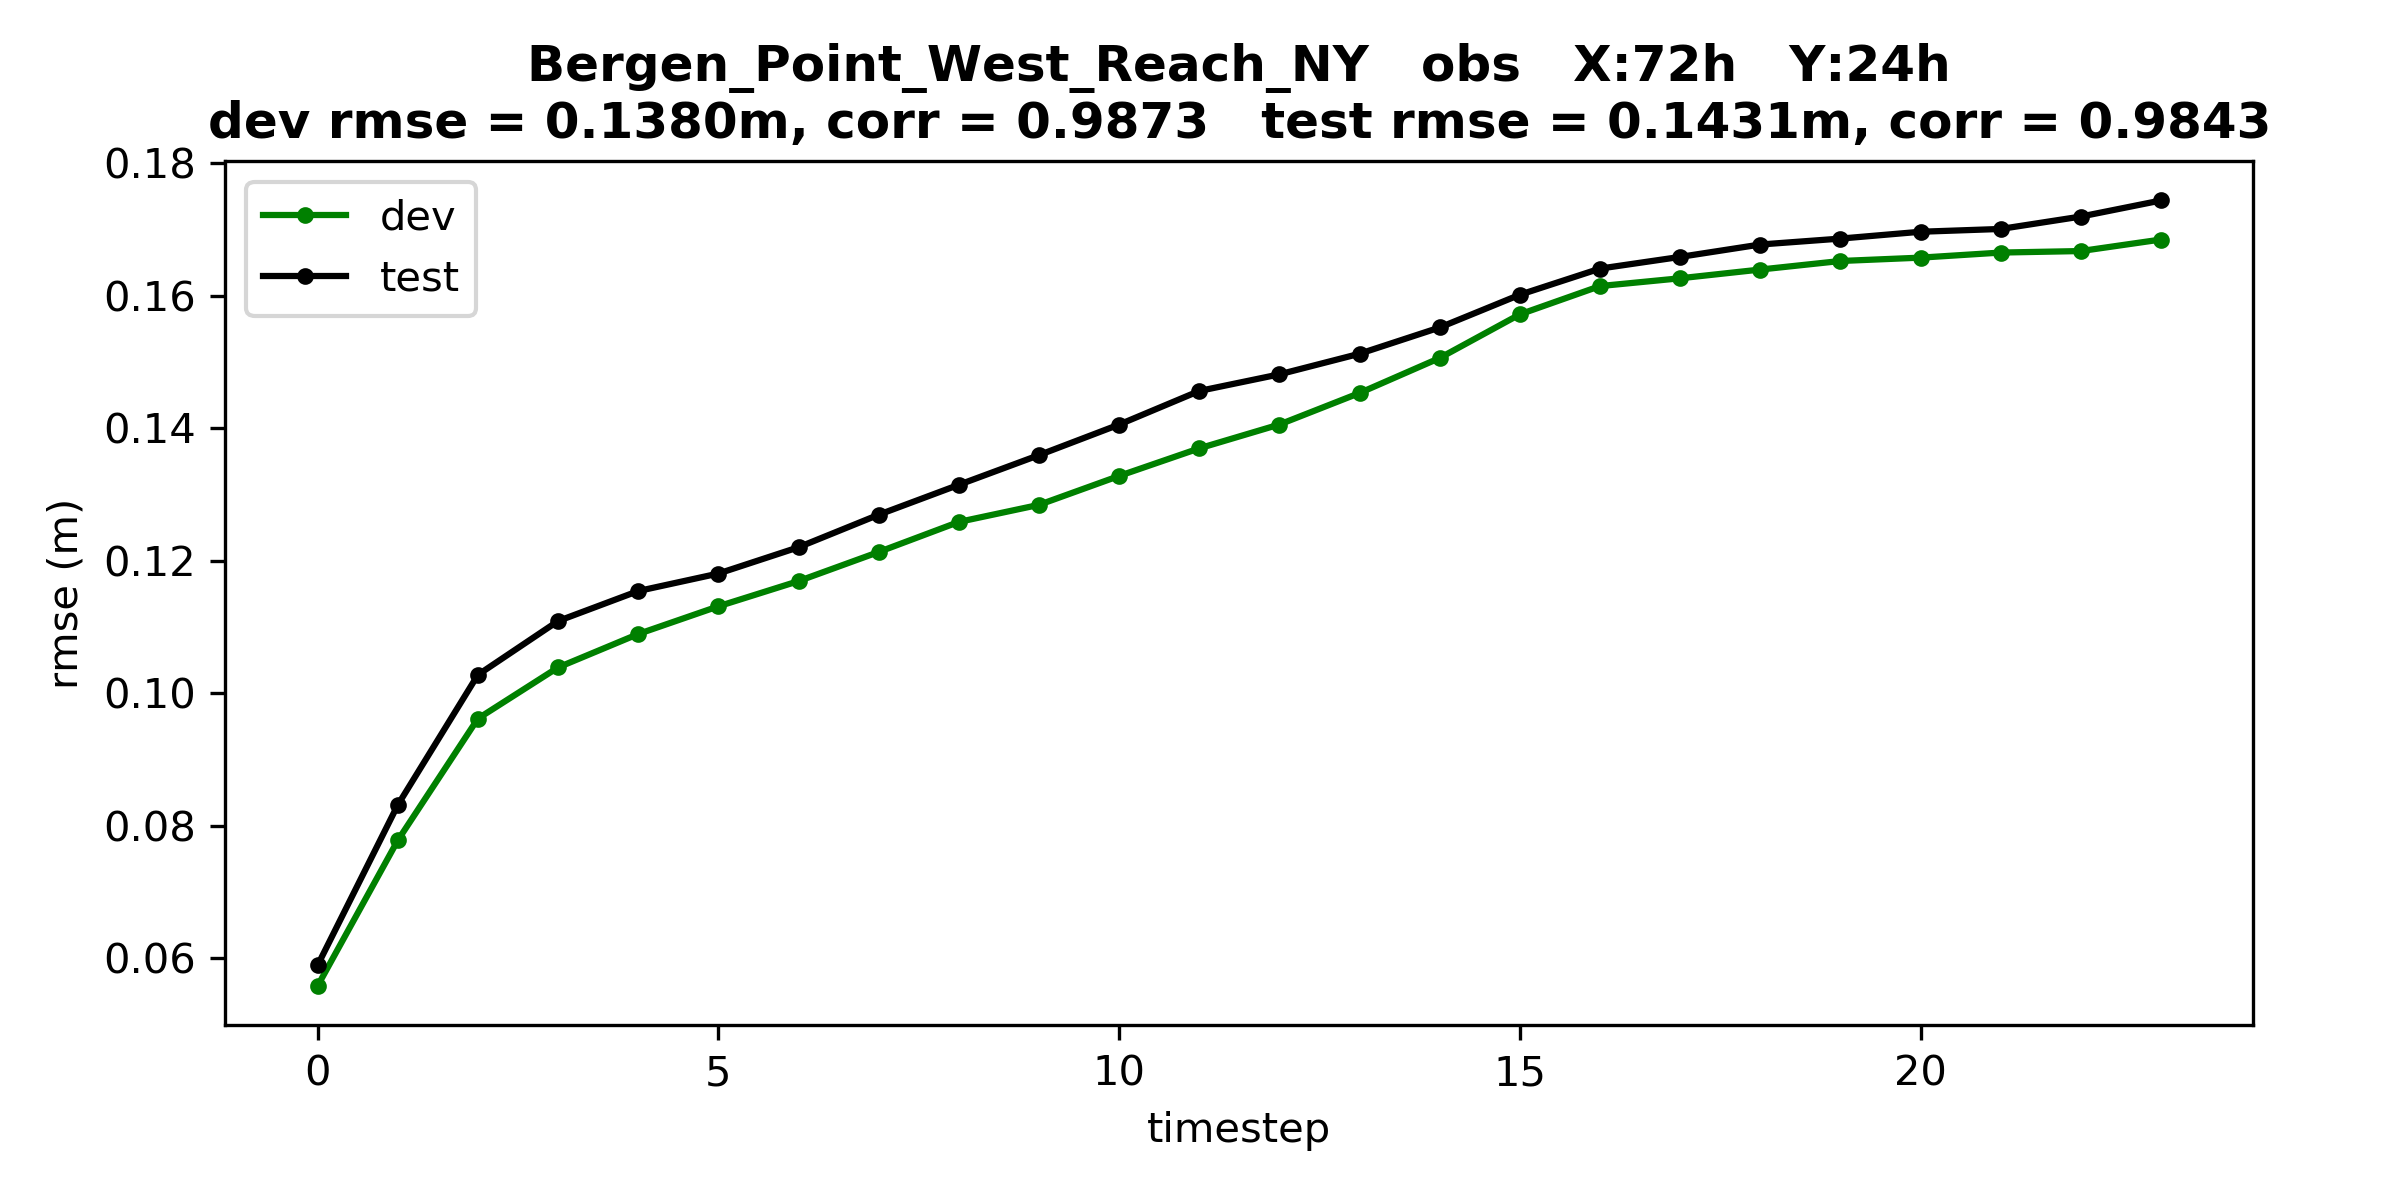 Bergen_Point_West_Reach_NY   obs   X:72h   Y:24h
dev rmse = 0.1380m, corr = 0.9873   test rmse = 0.1431m, corr = 0.9843
0.18
0.16
0.14
0.12
0.10
0.08
0.06
rmse (m)
dev
test
0 5 10 15 20
timestep